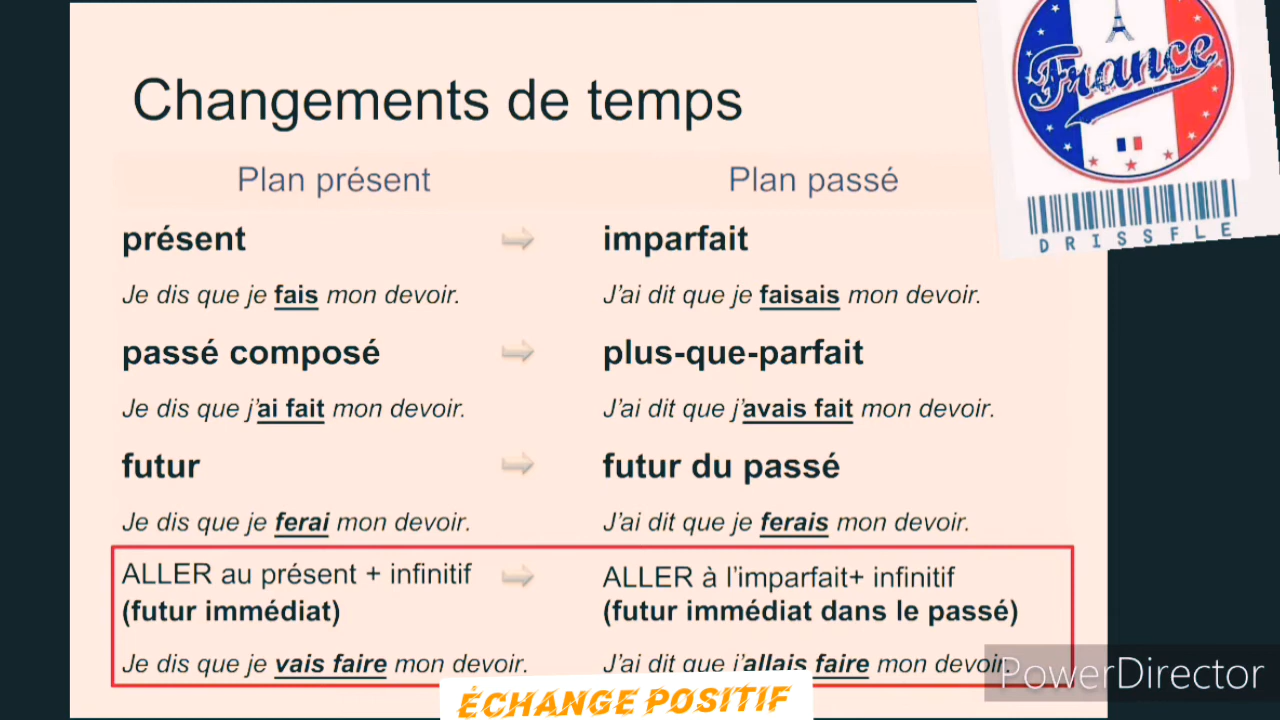 France
DRISSFLE
Changements de temps
Plan présent Plan passé
présent imparfait
Je dis que je fais mon devoir. J'ai dit que je faisais mon devoir.
passé composé plus-que-parfait
Je dis que j'ai fait mon devoir. J'ai dit que j'avais fait mon devoir.
futur futur du passé
Je dis que je ferai mon devoir. J'ai dit que je ferais mon devoir.
ALLER au présent + infinitif ALLER à l'imparfait+ infinitif
(futur immédiat) (futur immédiat dans le passé)
Je dis que je vais faire mon devoir. J'ai dit que j'allais faire mon devoir.
PowerDirector
ÉCHANGE POSITIF